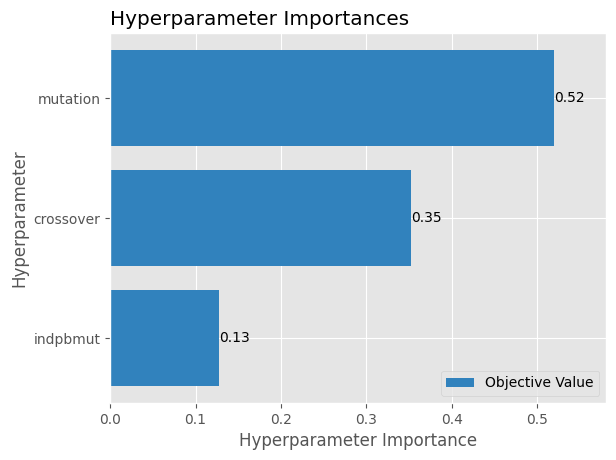 Hyperparameter Importances
Hyperparameter
mutation
0.52
crossover
0.35
indpbmut
0.13
Objective Value
0.0 0.1 0.2 0.3 0.4 0.5
Hyperparameter Importance